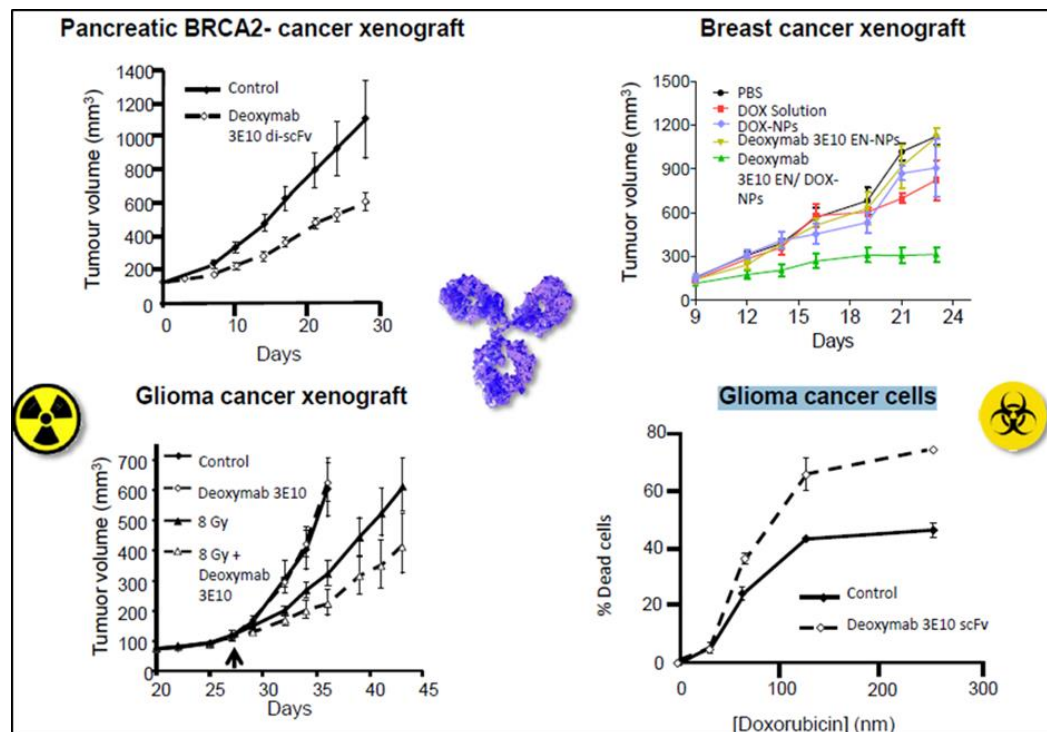 Pancreatic BRCA2- cancer xenograft
Tumour volume (mm³)
1400
1200
1000
800
600
400
200
0
Control
Deoxymab
3E10 di-scFv
0
10
20
30
Days
Breast cancer xenograft
Tumuor volume (mm³)
1500
1200
900
600
300
0
PBS
DOX Solution
DOX-NPs
Deoxymab 3E10 EN-NPs
Deoxymab
3E10 EN/ DOX-
NPs
9
12
15
18
21
24
Days
Glioma cancer xenograft
Tumuor volume (mm³)
700
600
500
400
300
200
100
0
Control
Deoxymab 3E10
8 Gy
8 Gy +
Deoxymab
3E10
20
25
30
35
40
45
Days
Glioma cancer cells
% Dead cells
80
60
40
20
0
Control
Deoxymab 3E10 scFv
0
100
200
300
[Doxorubicin] (nm)